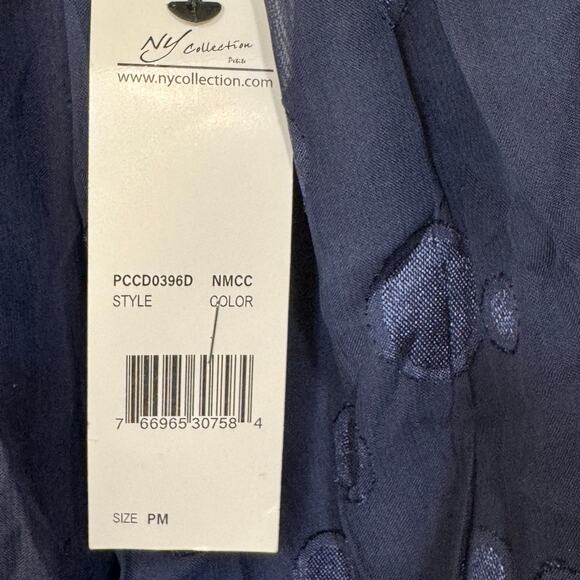 NY Collection
Petite
www.nycollection.com
PCCD0396D NMCC
STYLE COLOR
7 66965 30758 4
SIZE PM